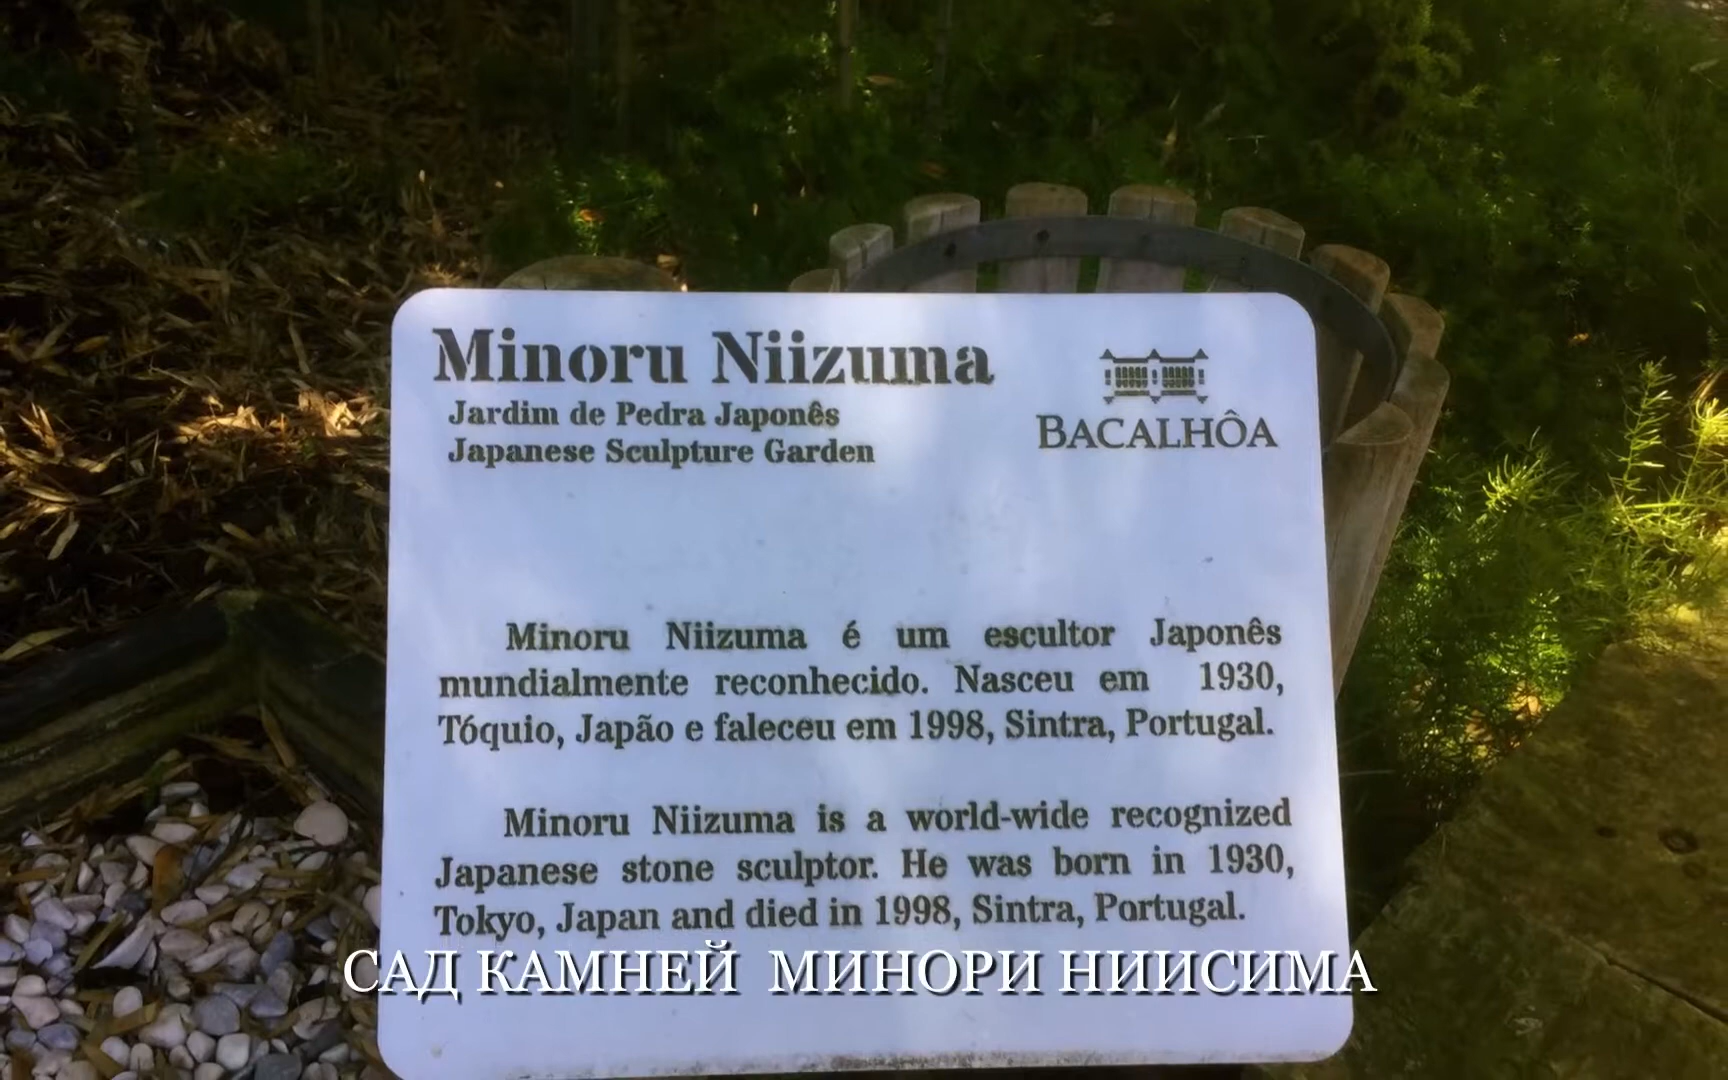 Minoru Niizuma
Jardim de Pedra Japonês
Japanese Sculpture Garden
BACALHÔA
Minoru Niizuma é um escultor Japonês
mundialmente reconhecido. Nasceu em 1930,
Tóquio, Japão e faleceu em 1998, Sintra, Portugal.
Minoru Niizuma is a world-wide recognized
Japanese stone sculptor. He was born in 1930,
Tokyo, Japan and died in 1998, Sintra, Portugal.
САД КАМНЕЙ МИНОРИ НИИСИМА